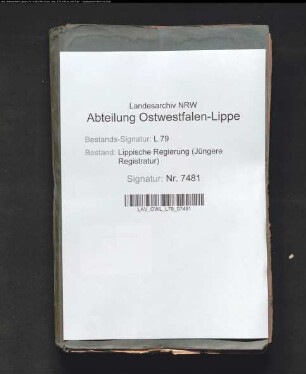 Landesarchiv NRW
Abteilung Ostwestfalen-Lippe
Bestands-Signatur: L 79
Bestand: Lippische Regierung (Jüngere
Registratur)
Signatur: Nr. 7481
LAV_OWL_L79_07481